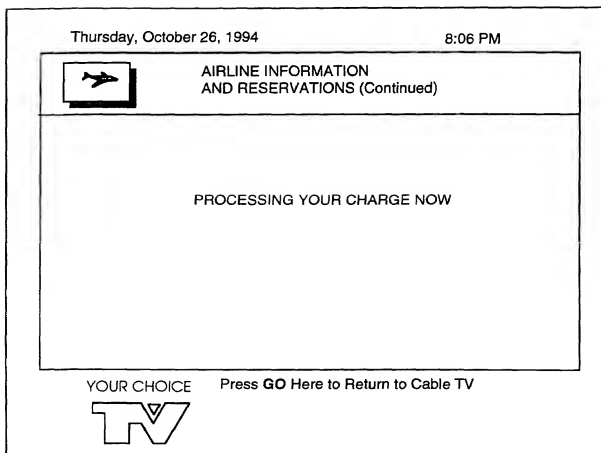 Thursday, October 26, 1994 8:06 PM
AIRLINE INFORMATION
AND RESERVATIONS (Continued)
PROCESSING YOUR CHARGE NOW
YOUR CHOICE Press GO Here to Return to Cable TV
TV